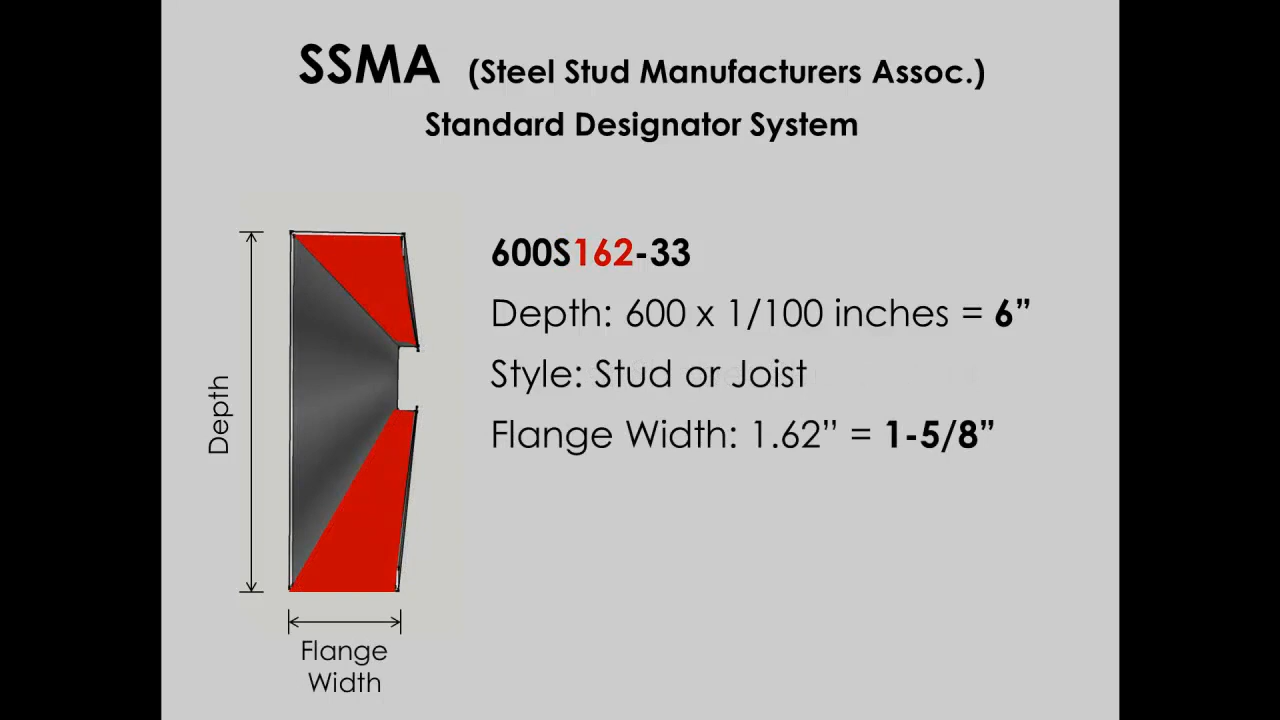 SSMA (Steel Stud Manufacturers Assoc.)
Standard Designator System
600S162-33
Depth: 600 x 1/100 inches = 6”
Style: Stud or Joist
Flange Width: 1.62” = 1-5/8”
Depth
Flange
Width